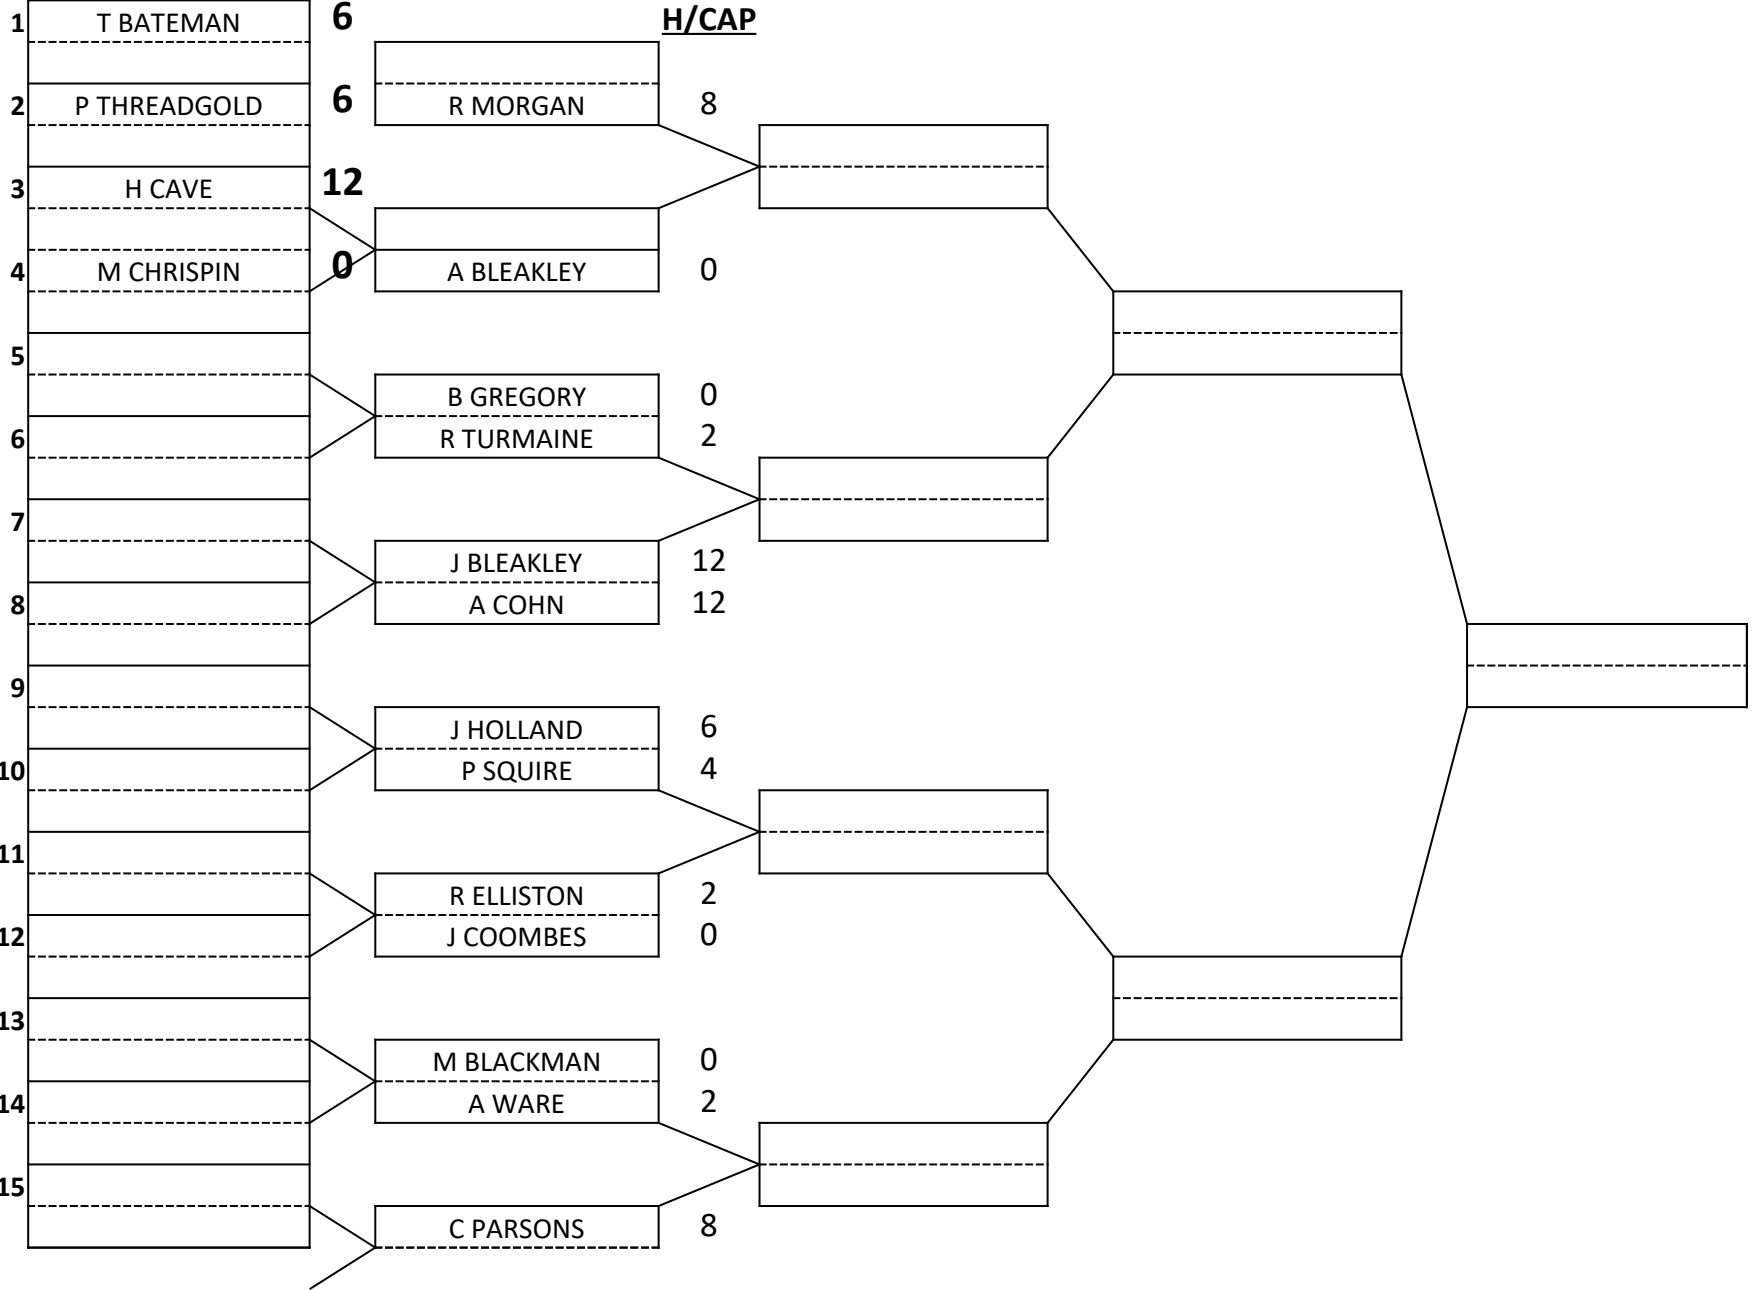 H/CAP
1 T BATEMAN 6
2 P THREADGOLD 6 R MORGAN 8
3 H CAVE 12
4 M CHRISPIN 0 A BLEAKLEY 0
5
B GREGORY 0
6 R TURMAINE 2
7
J BLEAKLEY 12
8 A COHN 12
9
J HOLLAND 6
10 P SQUIRE 4
11
R ELLISTON 2
12 J COOMBES 0
13
M BLACKMAN 0
14 A WARE 2
15
C PARSONS 8